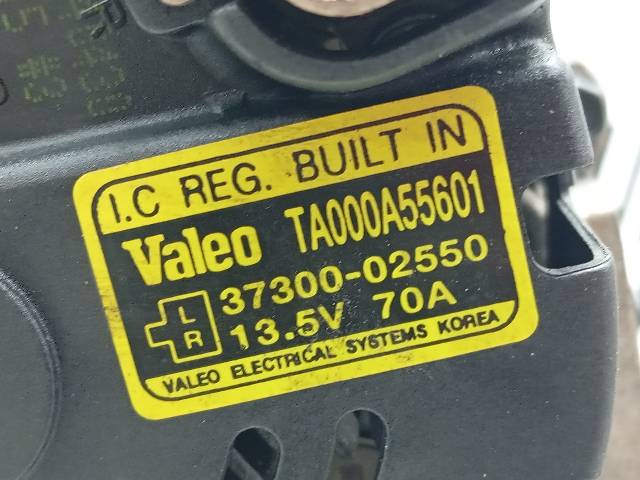 I.C REG. BUILT IN
Valeo TA000A55601
37300-02550
L
R
13.5V 70A
VALEO ELECTRICAL SYSTEMS KOREA